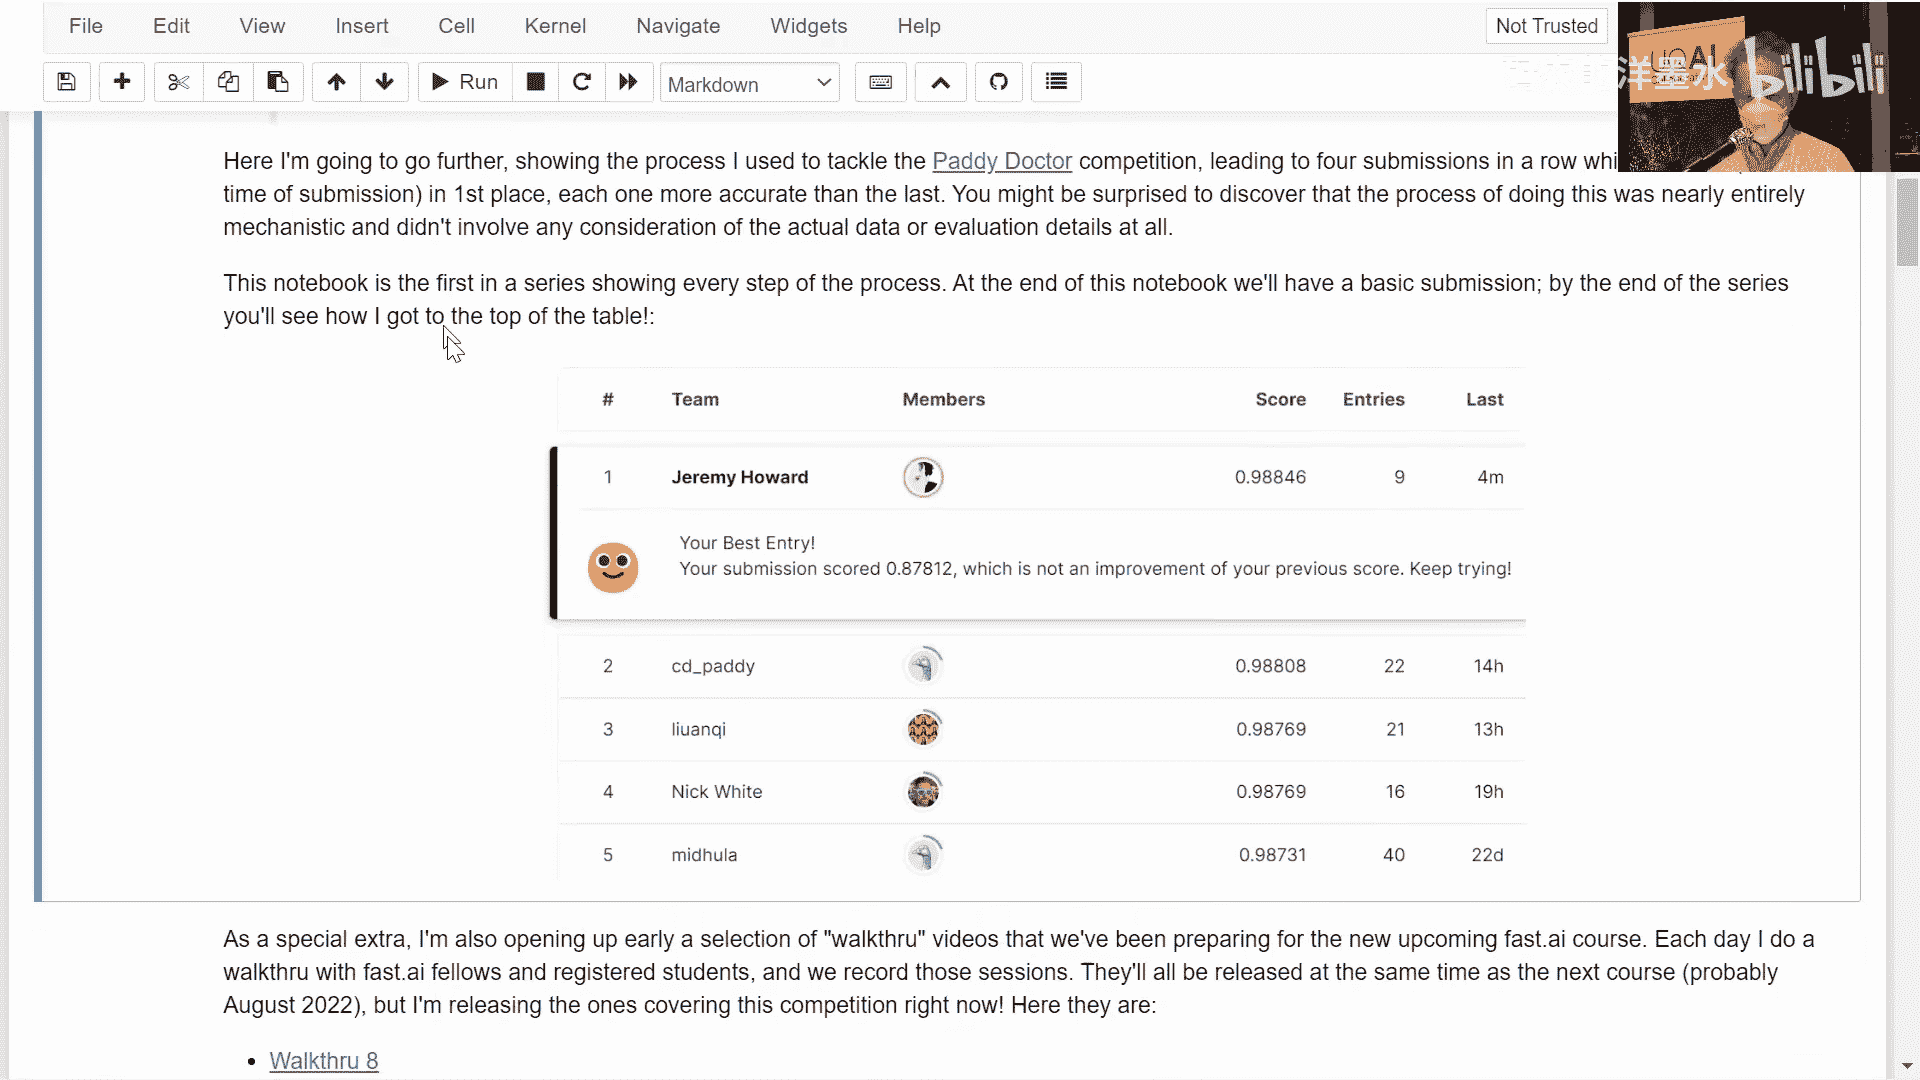 File Edit View Insert Cell Kernel Navigate Widgets Help Not Trusted
Run Markdown
洋墨水 bilibili
Here I'm going to go further, showing the process I used to tackle the Paddy Doctor competition, leading to four submissions in a row
time of submission) in 1st place, each one more accurate than the last. You might be surprised to discover that the process of doing this was nearly entirely
mechanistic and didn't involve any consideration of the actual data or evaluation details at all.
This notebook is the first in a series showing every step of the process. At the end of this notebook we'll have a basic submission; by the end of the series
you'll see how I got to the top of the table!:
# Team Members Score Entries Last
1 Jeremy Howard 0.98846 9 4m
Your Best Entry!
Your submission scored 0.87812, which is not an improvement of your previous score. Keep trying!
2 cd_paddy 0.98808 22 14h
3 liuanqi 0.98769 21 13h
4 Nick White 0.98769 16 19h
5 midhula 0.98731 40 22d
As a special extra, I'm also opening up early a selection of "walkthru" videos that we've been preparing for the new upcoming fast.ai course. Each day I do a
walkthru with fast.ai fellows and registered students, and we record those sessions. They'll all be released at the same time as the next course (probably
August 2022), but I'm releasing the ones covering this competition right now! Here they are:
• Walkthru 8